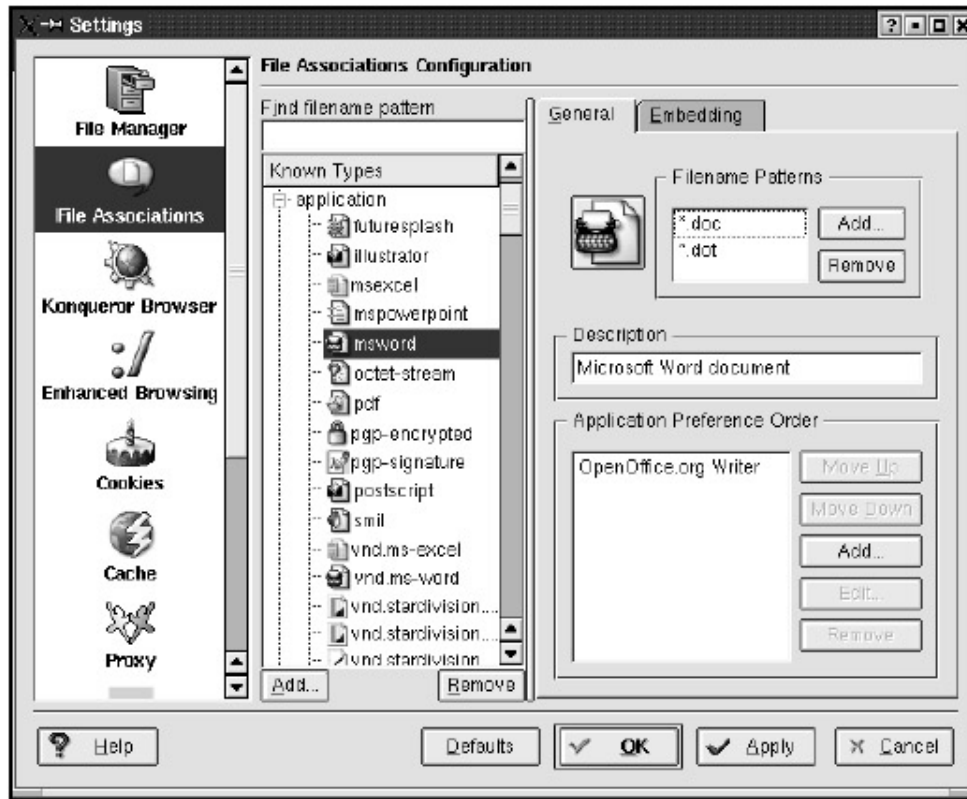 Settings
File Associations Configuration
File Manager
File Associations
Konqueror Browser
Enhanced Browsing
Cookies
Cache
Proxy
Find filename pattern
Known Types
application
futuresplash
illustrator
msexcel
mspowerpoint
msword
octet-stream
pdf
pgp-encrypted
pgp-signature
postscript
smil
vnd.ms-excel
vnd.ms-word
vnd.stardivision....
vnd.stardivision....
vnd.stardivision
Add...
Remove
General
Embedding
Filename Patterns
*.doc
*.dot
Add...
Remove
Description
Microsoft Word document
Application Preference Order
OpenOffice.org Writer
Move Up
Move Down
Add...
Edit...
Remove
Help
Defaults
OK
Apply
Cancel